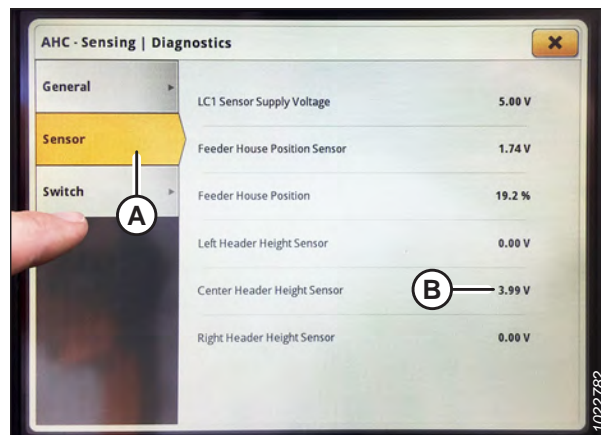 AHC - Sensing | Diagnostics
General
Sensor
Switch
LC1 Sensor Supply Voltage 5.00 V
Feeder House Position Sensor 1.74 V
Feeder House Position 19.2 %
Left Header Height Sensor 0.00 V
Center Header Height Sensor 3.99 V
Right Header Height Sensor 0.00 V
A
B
1022782